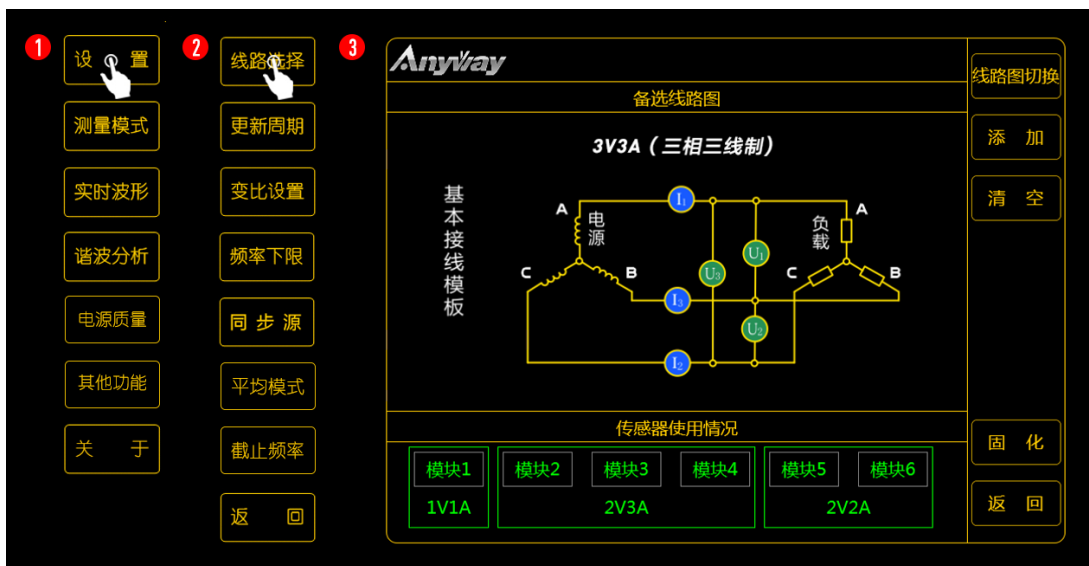 1
设 置
测量模式
实时波形
谐波分析
电源质量
其他功能
关 于
2
线路选择
更新周期
变比设置
频率下限
同步源
平均模式
截止频率
返 回
3
AnyWay
备选线路图
3V3A（三相三线制）
基本接线模板
A
电源
C
B
I₁
I₃
I₂
U₃
U₁
U₂
负载
A
C
B
传感器使用情况
模块1
模块2
模块3
模块4
模块5
模块6
1V1A
2V3A
2V2A
线路图切换
添 加
清 空
固 化
返 回